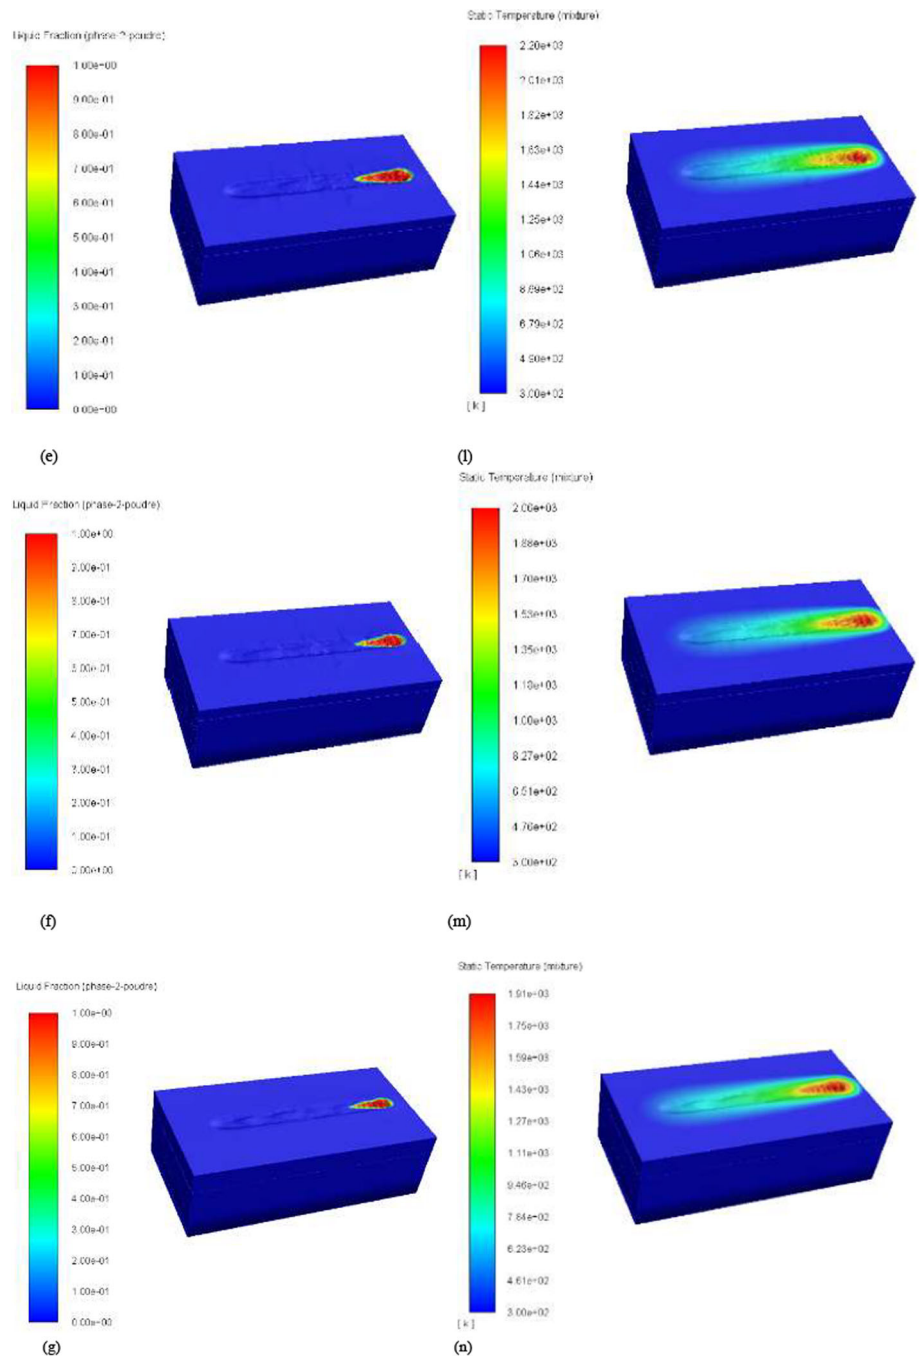 Liquid Fraction (phase-2-poudre)
1.00e+00
9.00e-01
8.00e-01
7.00e-01
6.00e-01
5.00e-01
4.00e-01
3.00e-01
2.00e-01
1.00e-01
0.00e+00
(e)
Static Temperature (mixture)
2.20e+03
2.01e+03
1.82e+03
1.63e+03
1.44e+03
1.25e+03
1.06e+03
8.69e+02
6.79e+02
4.90e+02
3.00e+02
[ k ]
(l)
Liquid Fraction (phase-2-poudre)
1.00e+00
7.00e-01
6.00e-01
5.00e-01
4.00e-01
3.00e-01
2.00e-01
1.00e-01
0.00e+00
(f)
Static Temperature (mixture)
1.88e+03
1.70e+03
1.53e+03
1.35e+03
1.18e+03
1.00e+03
8.27e+02
6.51e+02
4.76e+02
3.00e+02
[ k ]
(m)
Liquid Fraction (phase-2-poudre)
1.00e+00
9.00e-01
8.00e-01
7.00e-01
6.00e-01
5.00e-01
4.00e-01
3.00e-01
2.00e-01
1.00e-01
0.00e+00
(g)
Static Temperature (mixture)
1.91e+03
1.75e+03
1.59e+03
1.43e+03
1.27e+03
1.11e+03
9.46e+02
7.84e+02
6.23e+02
4.61e+02
3.00e+02
[ k ]
(n)